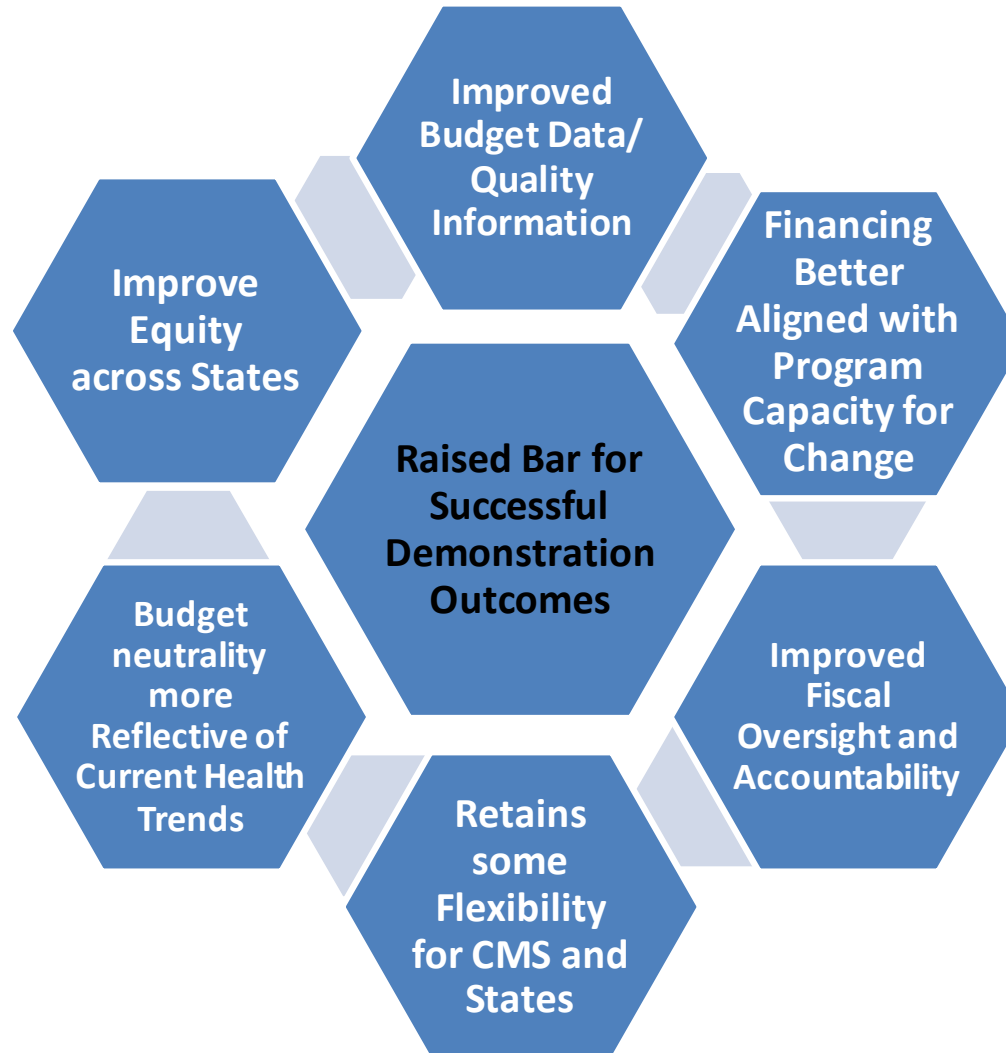 Improved
Budget Data/
Quality
Information
Financing
Better
Aligned with
Program
Capacity for
Change
Improved
Fiscal
Oversight and
Accountability
Retains
some
Flexibility
for CMS and
States
Budget
neutrality
more
Reflective of
Current Health
Trends
Improve
Equity
across States
Raised Bar for
Successful
Demonstration
Outcomes